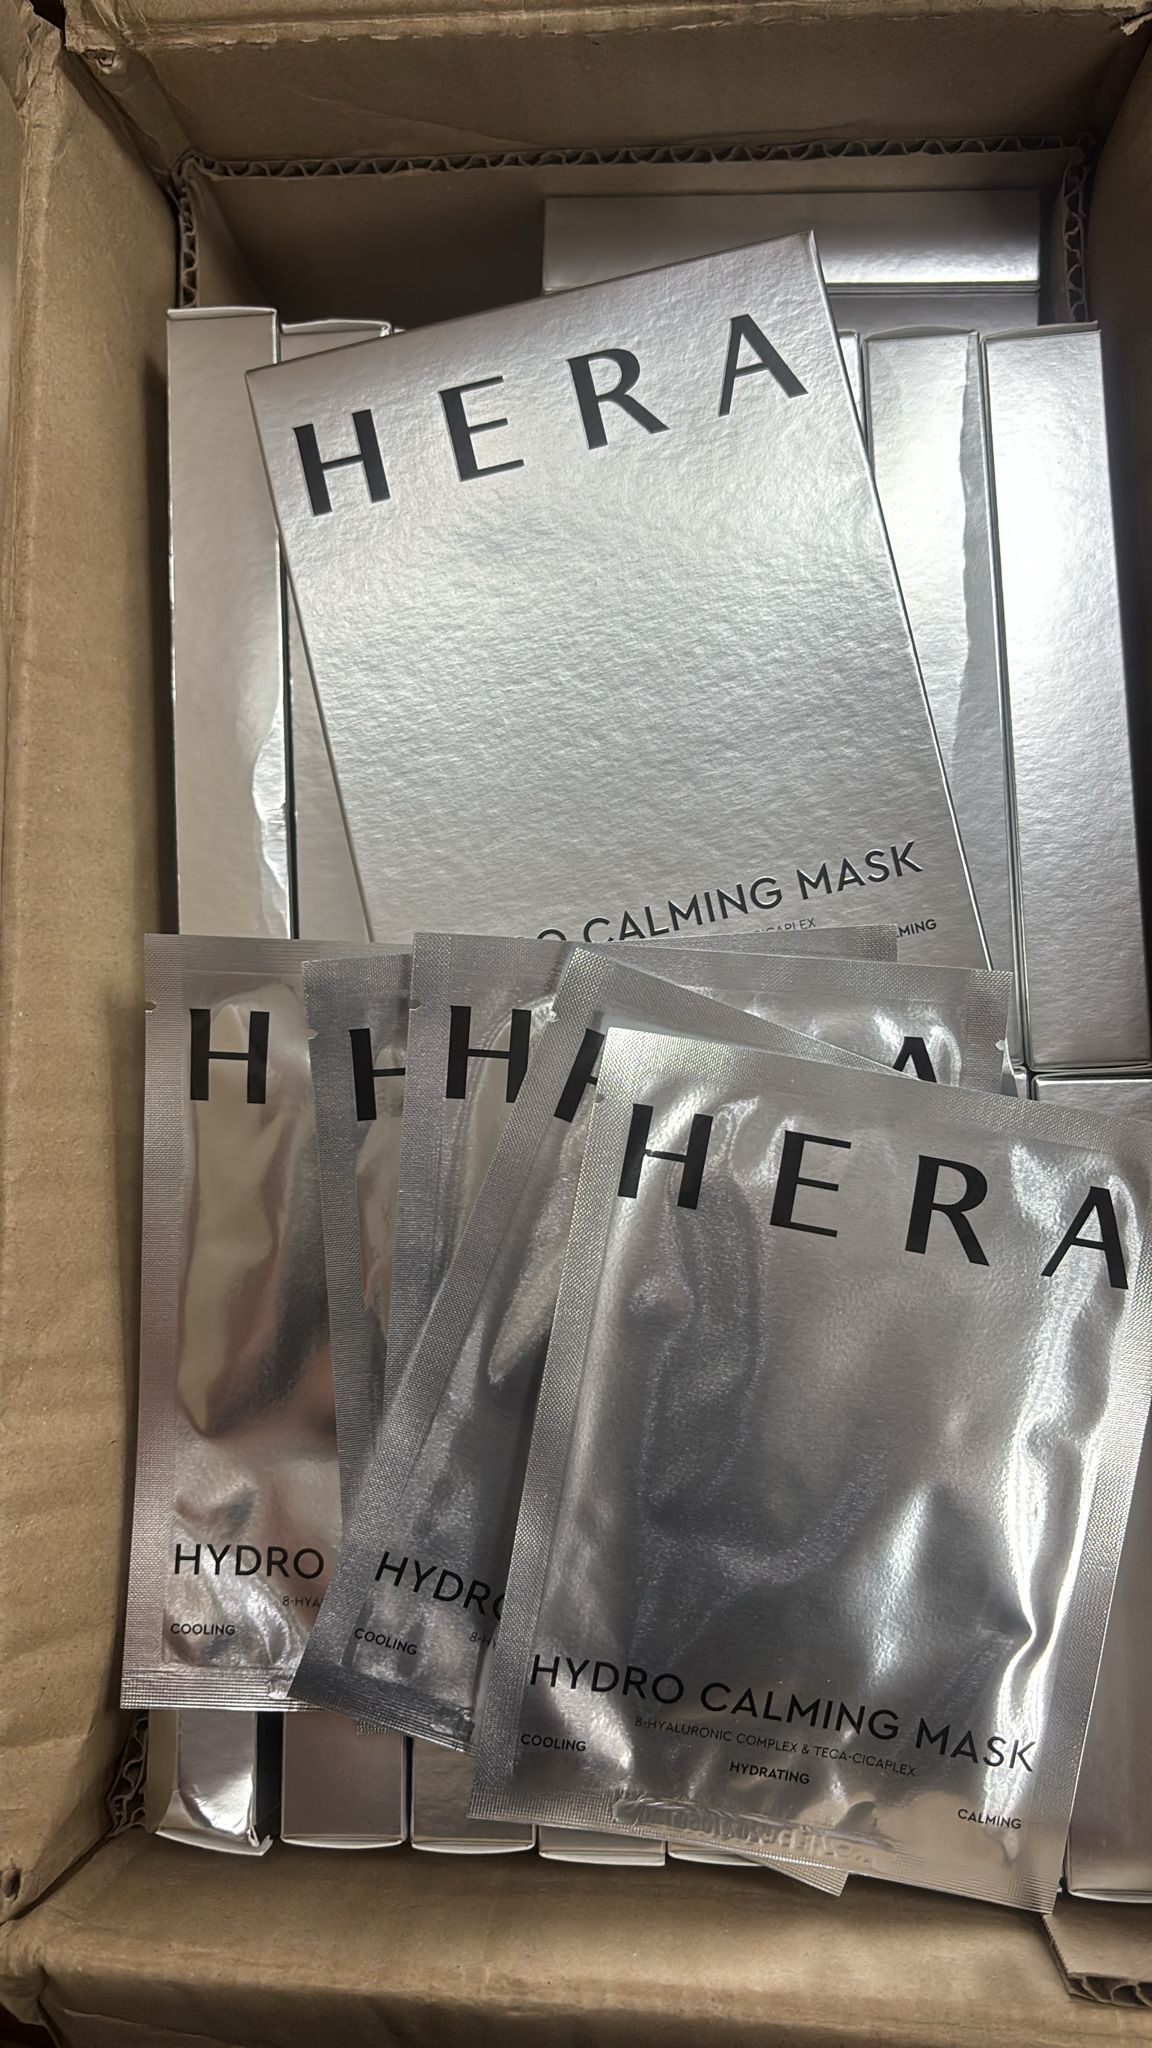 HERA
CALMING MASK
H
H
H
A
HERA
HYDRO
COOLING
HYDRO
COOLING
HYDRO CALMING MASK
8-HYALURONIC COMPLEX & TECA-CICAPLEX
COOLING
HYDRATING
CALMING